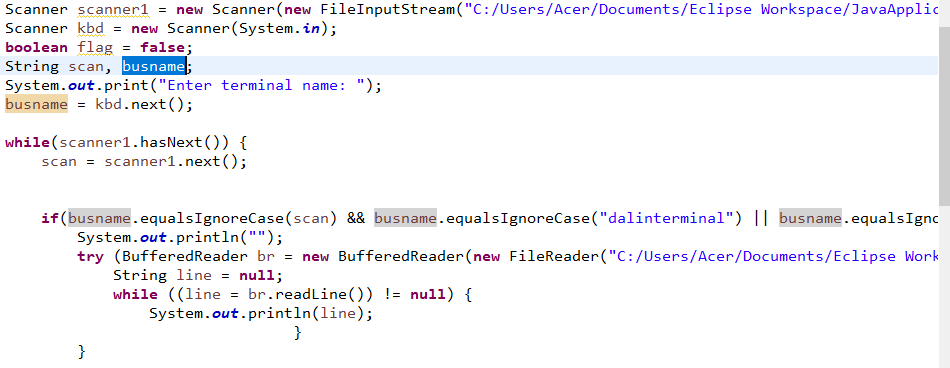 Scanner scanner1 = new Scanner(new FileInputStream("C:/Users/Acer/Documents/Eclipse Workspace/JavaApplic
Scanner kbd = new Scanner(System.in);
boolean flag = false;
String scan, busname;
System.out.print("Enter terminal name: ");
busname = kbd.next();
while(scanner1.hasNext()) {
scan = scanner1.next();
if(busname.equalsIgnoreCase(scan) && busname.equalsIgnoreCase("dalinterminal") || busname.equalsIgno
System.out.println("");
try (BufferedReader br = new BufferedReader(new FileReader("C:/Users/Acer/Documents/Eclipse Work
String line = null;
while ((line = br.readLine()) != null) {
System.out.println(line);
}
}